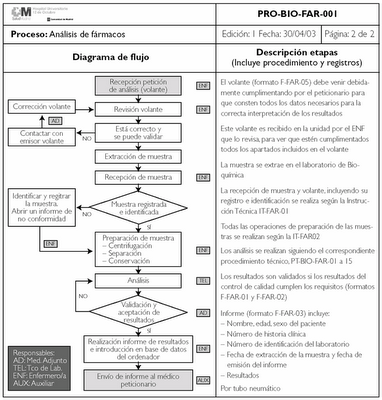 PRO-BIO-FAR-001
Proceso: Análisis de fármacos
Edición: 1 Fecha: 30/04/03
Página: 2 de 2
Diagrama de flujo
Recepción petición
de análisis (volante)
ENF
Corrección volante
Revisión volante
ENF
AD
Contactar con
emisor volante
NO
Está correcto y
se puede validar
Extracción de muestra
Recepción de muestra
ENF
Identificar y registrar
la muestra.
Abrir un informe de
no conformidad
NO
Muestra registrada
e identificada
SÍ
ENF
Preparación de muestra
– Centrifugación
– Separación
– Conservación
ENF
Análisis
TEL
Validación y
aceptación de
resultados
NO
AD
SÍ
Realización informe de resultados
e introducción en base de datos
del ordenador
ENF
Envío de informe al médico
peticionario
AUX
Responsables:
AD: Med. Adjunto
TEL: Tco de Lab.
ENF: Enfermero/a
AUX: Auxiliar
Descripción etapas
(Incluye procedimiento y registros)
El volante (formato F-FAR-05) debe venir debida-
mente cumplimentado por el peticionario para
que consten todos los datos necesarios para la
correcta interpretación de los resultados
Este volante es recibido en la unidad por el ENF
que lo revisa, para ver que estén cumplimentados
todos los apartados incluidos en el volante
La muestra se extrae en el laboratorio de Bio-
química
La recepción de muestra y volante, incluyendo su
registro e identificación se realiza según la Instruc-
ción Técnica IT-FAR-01
Todas las operaciones de preparación de las mues-
tras se realizan según la IT-FAR02
Los análisis se realizan siguiendo el correspondiente
procedimiento técnico, PT-BIO-FAR-01 a 15
Los resultados son validados si los resultados del
control de calidad cumplen los requisitos (formatos
F-FAR-01 y F-FAR-02)
Informe (formato F-FAR-03) incluye:
– Nombre, edad, sexo del paciente
– Número de historia clínica
– Número de identificación del laboratorio
– Fecha de extracción de la muestra y fecha de
emisión del informe
– Resultados
Por tubo neumático